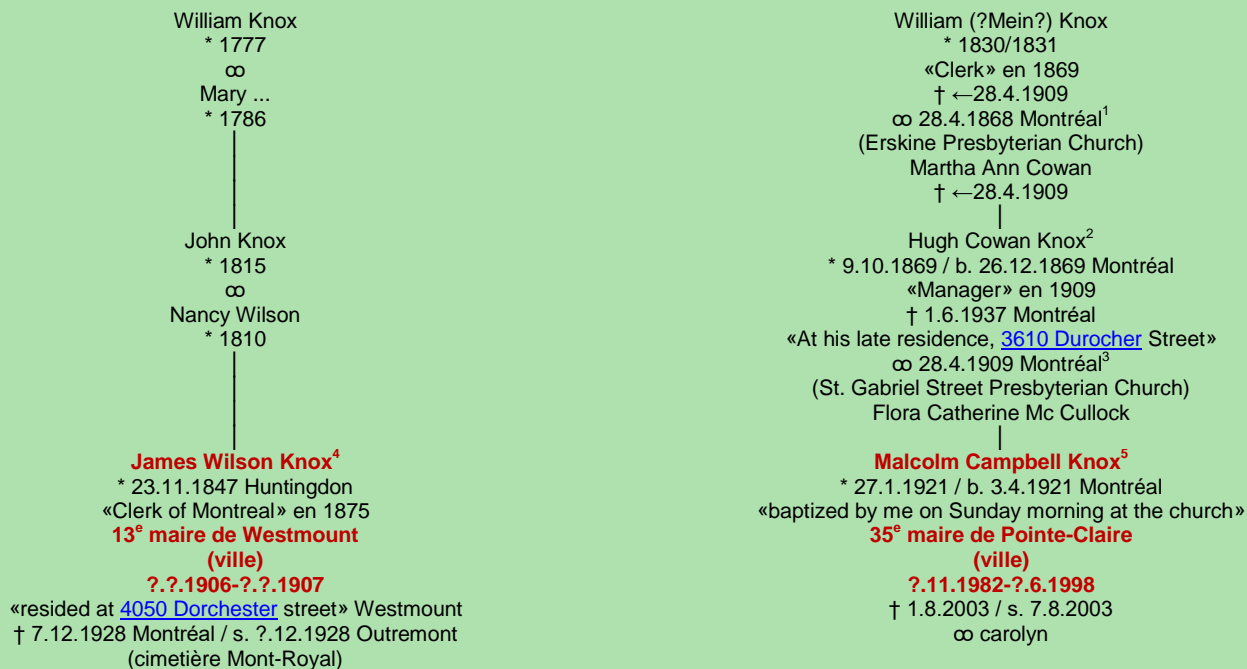 William Knox
* 1777
∞
Mary ...
* 1786
John Knox
* 1815
∞
Nancy Wilson
* 1810
James Wilson Knox⁴
* 23.11.1847 Huntingdon
«Clerk of Montreal» en 1875
13ᵉ maire de Westmount
(ville)
?.?.1906-?.?.1907
«resided at 4050 Dorchester street» Westmount
† 7.12.1928 Montréal / s. ?.12.1928 Outremont
(cimetière Mont-Royal)
William (?Mein?) Knox
* 1830/1831
«Clerk» en 1869
† ←28.4.1909
∞ 28.4.1868 Montréal¹
(Erskine Presbyterian Church)
Martha Ann Cowan
† ←28.4.1909
Hugh Cowan Knox²
* 9.10.1869 / b. 26.12.1869 Montréal
«Manager» en 1909
† 1.6.1937 Montréal
«At his late residence, 3610 Durocher Street»
∞ 28.4.1909 Montréal³
(St. Gabriel Street Presbyterian Church)
Flora Catherine Mc Cullock
Malcolm Campbell Knox⁵
* 27.1.1921 / b. 3.4.1921 Montréal
«baptized by me on Sunday morning at the church»
35ᵉ maire de Pointe-Claire
(ville)
?.11.1982-?.6.1998
† 1.8.2003 / s. 7.8.2003
∞ carolyn